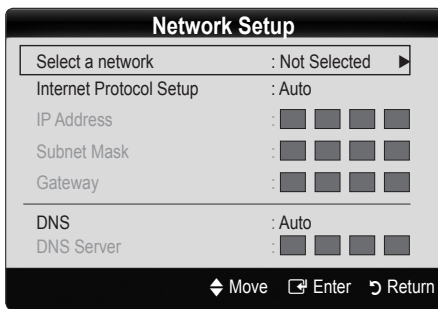 Network Setup
Select a network : Not Selected ►
Internet Protocol Setup : Auto
IP Address :
Subnet Mask :
Gateway :
DNS : Auto
DNS Server :
Move Enter Return